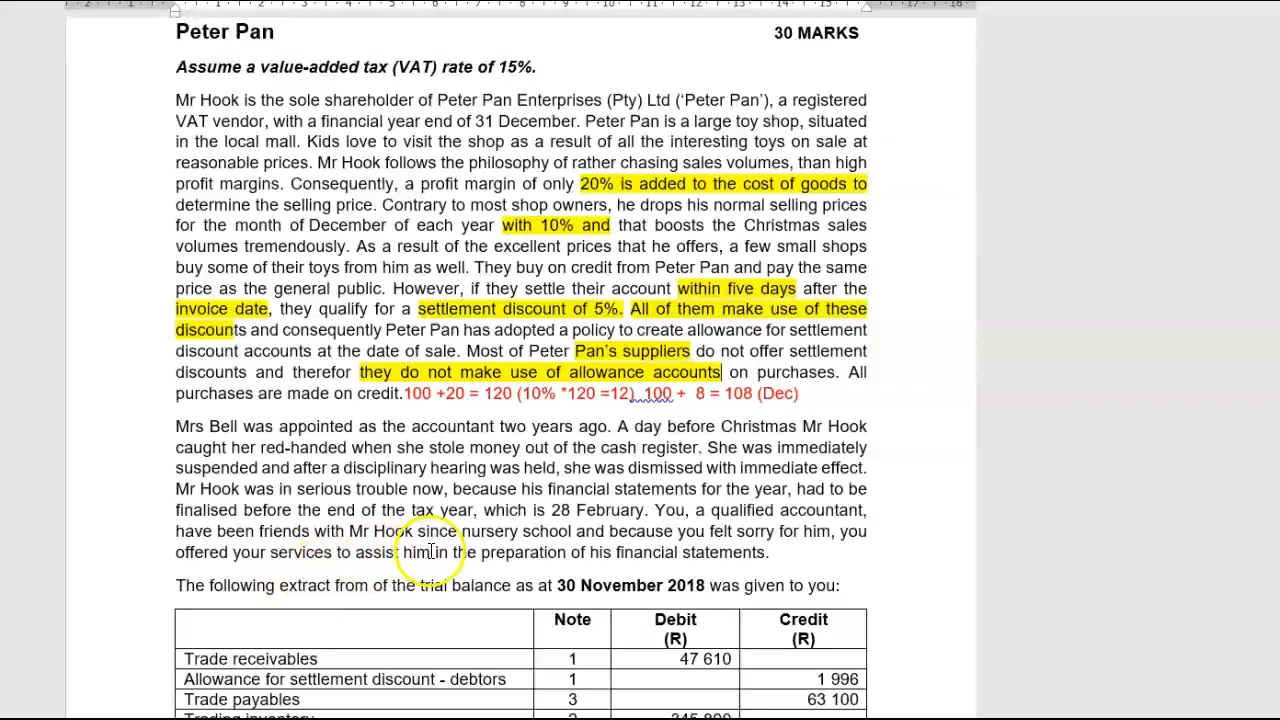 Peter Pan 30 MARKS
Assume a value-added tax (VAT) rate of 15%.
Mr Hook is the sole shareholder of Peter Pan Enterprises (Pty) Ltd (‘Peter Pan’), a registered
VAT vendor, with a financial year end of 31 December. Peter Pan is a large toy shop, situated
in the local mall. Kids love to visit the shop as a result of all the interesting toys on sale at
reasonable prices. Mr Hook follows the philosophy of rather chasing sales volumes, than high
profit margins. Consequently, a profit margin of only 20% is added to the cost of goods to
determine the selling price. Contrary to most shop owners, he drops his normal selling prices
for the month of December of each year with 10% and that boosts the Christmas sales
volumes tremendously. As a result of the excellent prices that he offers, a few small shops
buy some of their toys from him as well. They buy on credit from Peter Pan and pay the same
price as the general public. However, if they settle their account within five days after the
invoice date, they qualify for a settlement discount of 5%. All of them make use of these
discounts and consequently Peter Pan has adopted a policy to create allowance for settlement
discount accounts at the date of sale. Most of Peter Pan’s suppliers do not offer settlement
discounts and therefor they do not make use of allowance accounts on purchases. All
purchases are made on credit.100 +20 = 120 (10% *120 =12), 100 + 8 = 108 (Dec)
Mrs Bell was appointed as the accountant two years ago. A day before Christmas Mr Hook
caught her red-handed when she stole money out of the cash register. She was immediately
suspended and after a disciplinary hearing was held, she was dismissed with immediate effect.
Mr Hook was in serious trouble now, because his financial statements for the year, had to be
finalised before the end of the tax year, which is 28 February. You, a qualified accountant,
have been friends with Mr Hook since nursery school and because you felt sorry for him, you
offered your services to assist him in the preparation of his financial statements.
The following extract from of the trial balance as at 30 November 2018 was given to you:
Note Debit Credit
(R) (R)
Trade receivables 1 47 610
Allowance for settlement discount - debtors 1 1 996
Trade payables 3 63 100
Trading inventory 2 345 800